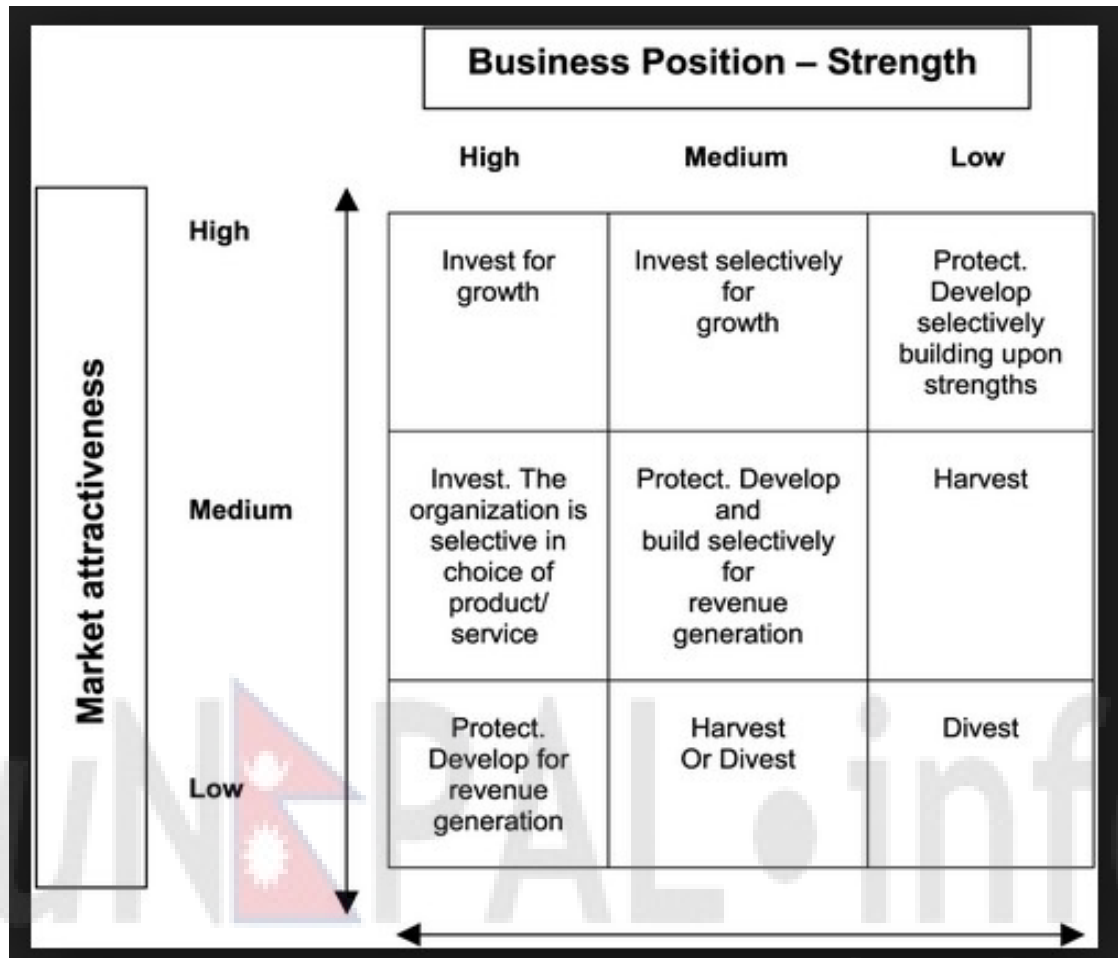 Business Position – Strength
High
Medium
Low
Market attractiveness
High
Invest for
growth
Invest selectively
for
growth
Protect.
Develop
selectively
building upon
strengths
Medium
Invest. The
organization is
selective in
choice of
product/
service
Protect. Develop
and
build selectively
for
revenue
generation
Harvest
Low
Protect.
Develop for
revenue
generation
Harvest
Or Divest
Divest